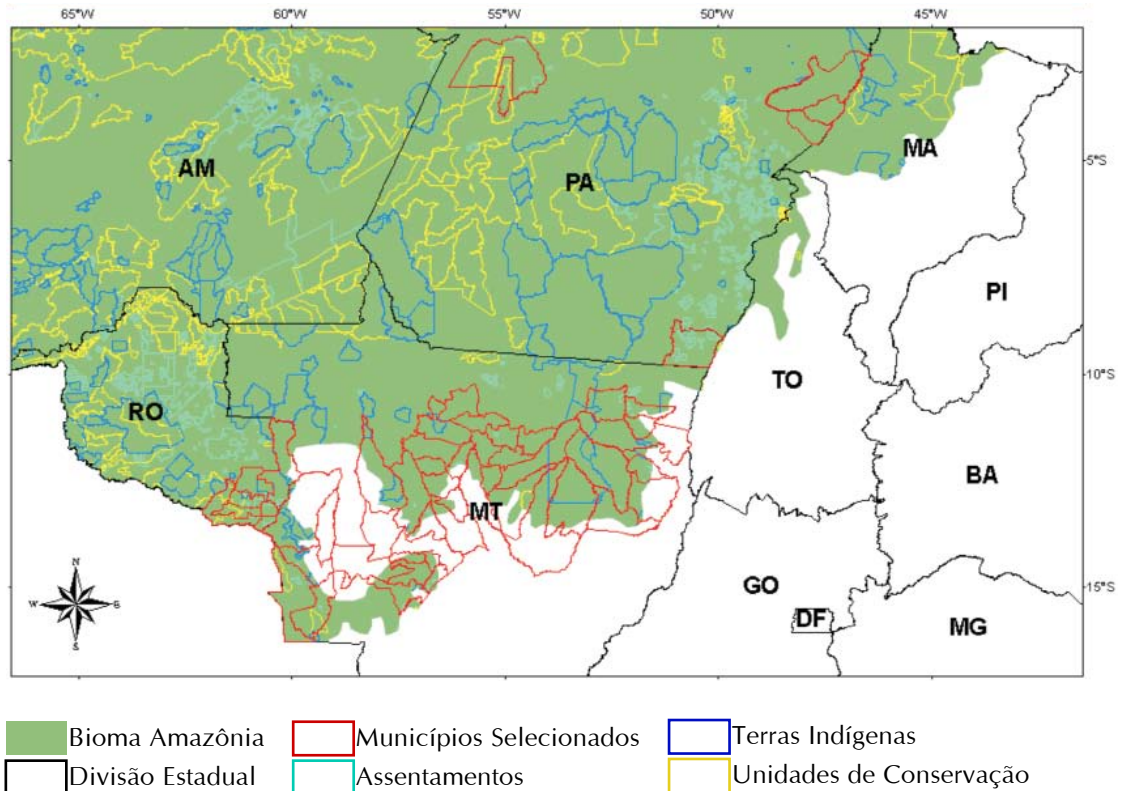 65°W 60°W 55°W 50°W 45°W
AM
PA
MA
5°S
PI
TO
10°S
RO
BA
MT
N
W E
S
GO
15°S
DF
MG
Bioma Amazônia Municípios Selecionados Terras Indígenas
Divisão Estadual Assentamentos Unidades de Conservação